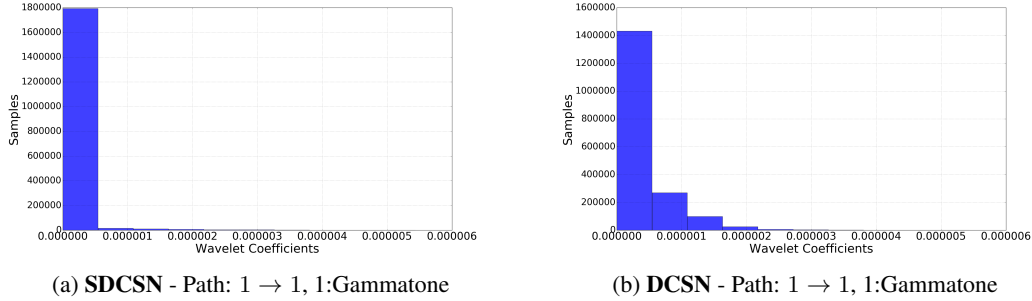 1800000
1600000
1400000
1200000
1000000
800000
600000
400000
200000
0
Samples
0.000000 0.000001 0.000002 0.000003 0.000004 0.000005 0.000006
Wavelet Coefficients
(a) SDCSN - Path: 1 → 1, 1:Gammatone
1600000
1400000
1200000
1000000
800000
600000
400000
200000
0
Samples
0.000000 0.000001 0.000002 0.000003 0.000004 0.000005 0.000006
Wavelet Coefficients
(b) DCSN - Path: 1 → 1, 1:Gammatone